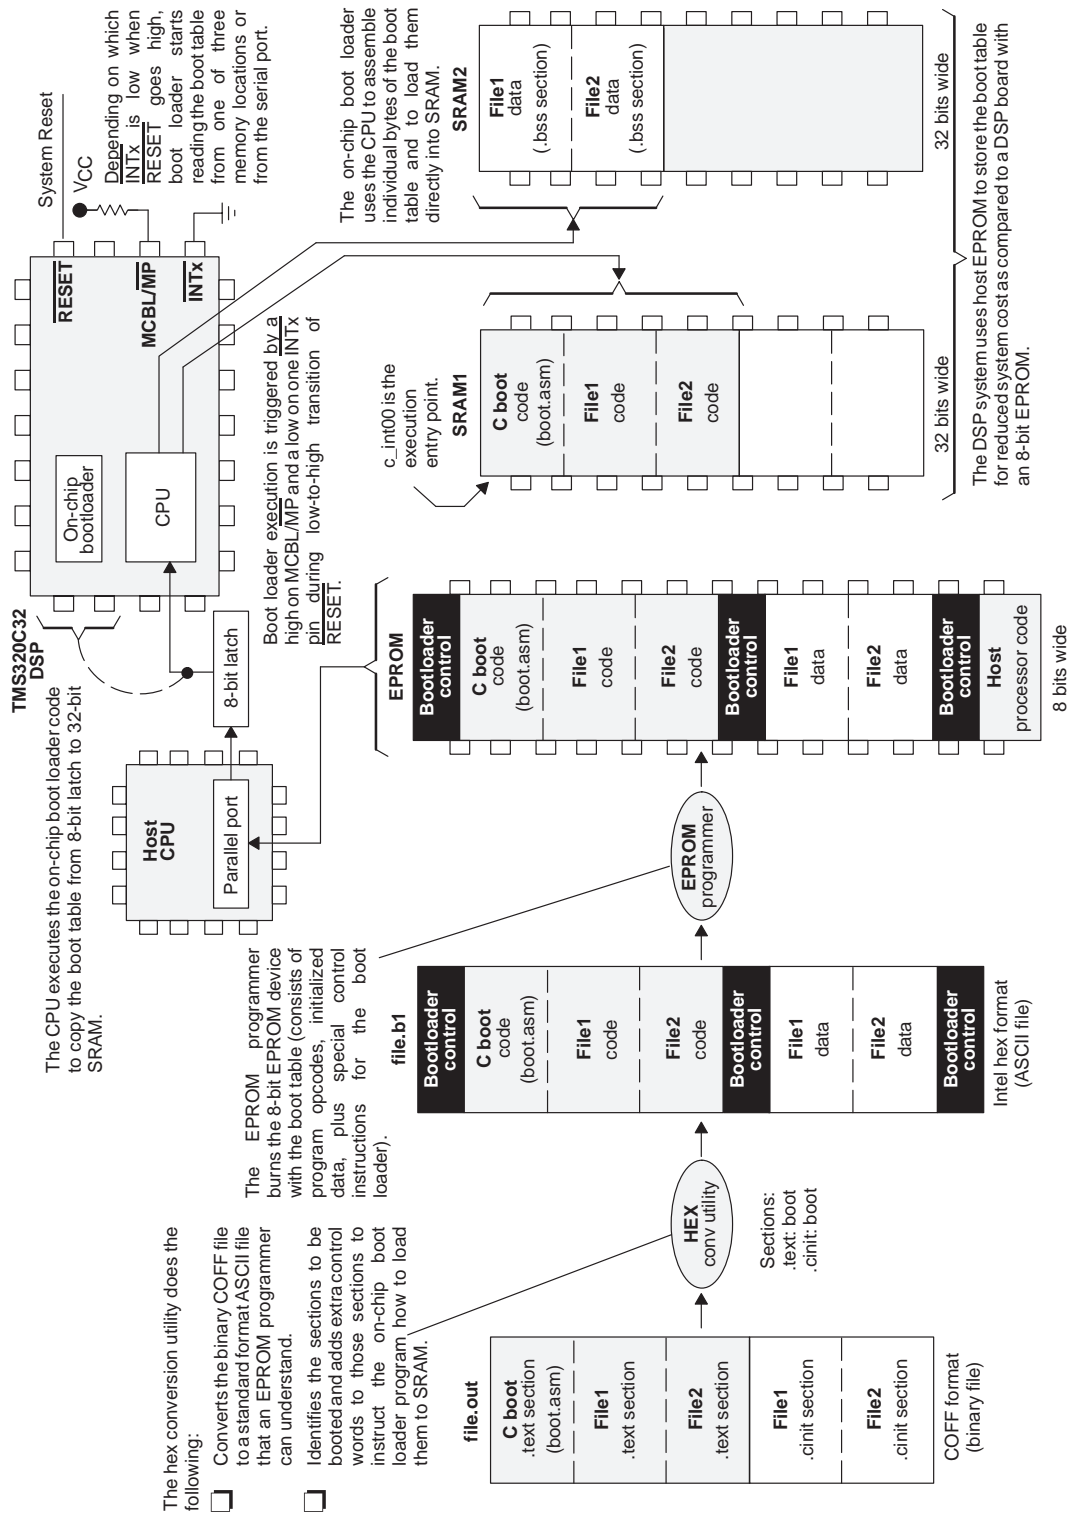 The hex conversion utility does the
following:
Converts the binary COFF file
to a standard format ASCII file
that an EPROM programmer
can understand.
Identifies the sections to be
booted and adds extra control
words to those sections to
instruct the on-chip boot
loader program how to load
them to SRAM.
file.out
C boot
.text section
(boot.asm)
File1
.text section
File2
.text section
File1
.cinit section
File2
.cinit section
COFF format
(binary file)
HEX
conv utility
Sections:
.text: boot
.cinit: boot
The EPROM programmer
burns the 8-bit EPROM device
with the boot table (consists of
program opcodes, initialized
data, plus special control
instructions for the boot
loader).
file.b1
Bootloader
control
C boot
code
(boot.asm)
File1
code
File2
code
Bootloader
control
File1
data
File2
data
Bootloader
control
Intel hex format
(ASCII file)
EPROM
programmer
The CPU executes the on-chip boot loader code
to copy the boot table from 8-bit latch to 32-bit
SRAM.
Host
CPU
Parallel port
8-bit latch
EPROM
Bootloader
control
C boot
code
(boot.asm)
File1
code
File2
code
Bootloader
control
File1
data
File2
data
Bootloader
control
Host
processor code
8 bits wide
TMS320C32
DSP
On-chip
bootloader
CPU
RESET
MCBL/MP
INTx
System Reset
VCC
Depending on which
INTx is low when
RESET goes high,
boot loader starts
reading the boot table
from one of three
memory locations or
from the serial port.
Boot loader execution is triggered by a
high on MCBL/MP and a low on one INTx
pin during low-to-high transition of
RESET.
c_int00 is the
execution
entry point.
SRAM1
C boot
code
(boot.asm)
File1
code
File2
code
32 bits wide
The on-chip boot loader
uses the CPU to assemble
individual bytes of the boot
table and to load them
directly into SRAM.
SRAM2
File1
data
(.bss section)
File2
data
(.bss section)
32 bits wide
The DSP system uses host EPROM to store the boot table
for reduced system cost as compared to a DSP board with
an 8-bit EPROM.